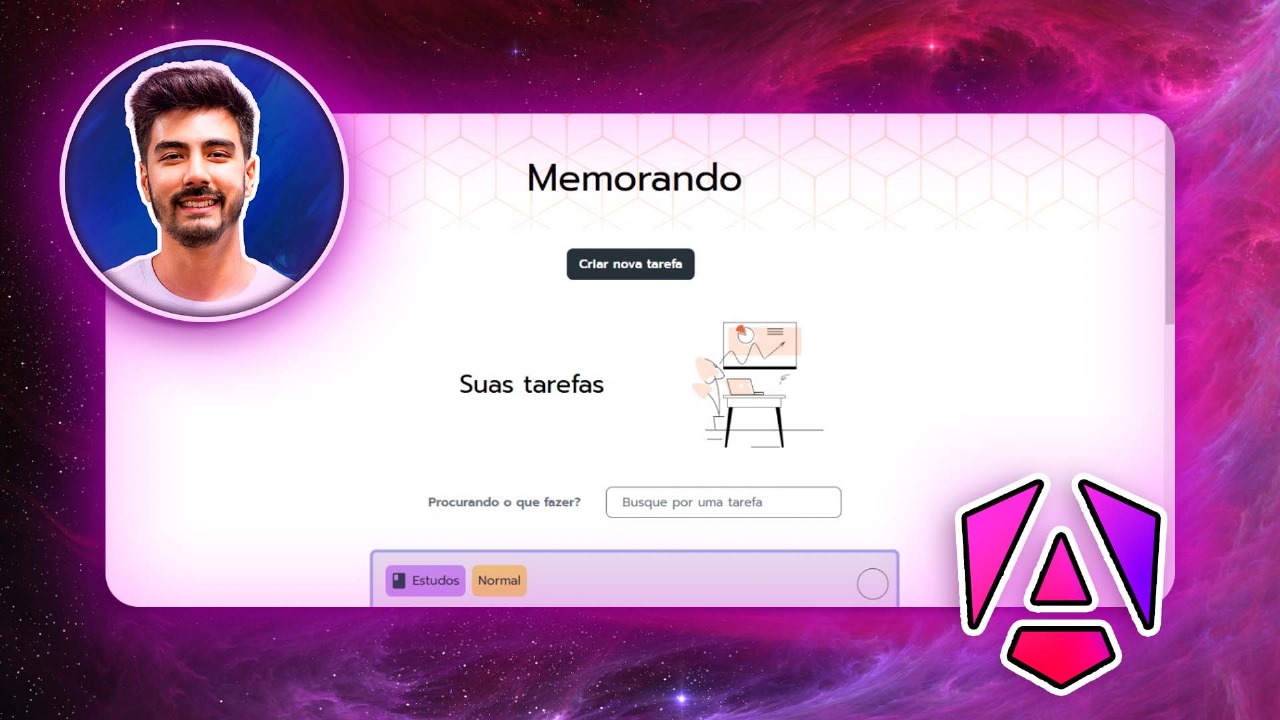 Memorando
Criar nova tarefa
Suas tarefas
Procurando o que fazer?
Busque por uma tarefa
Estudos
Normal